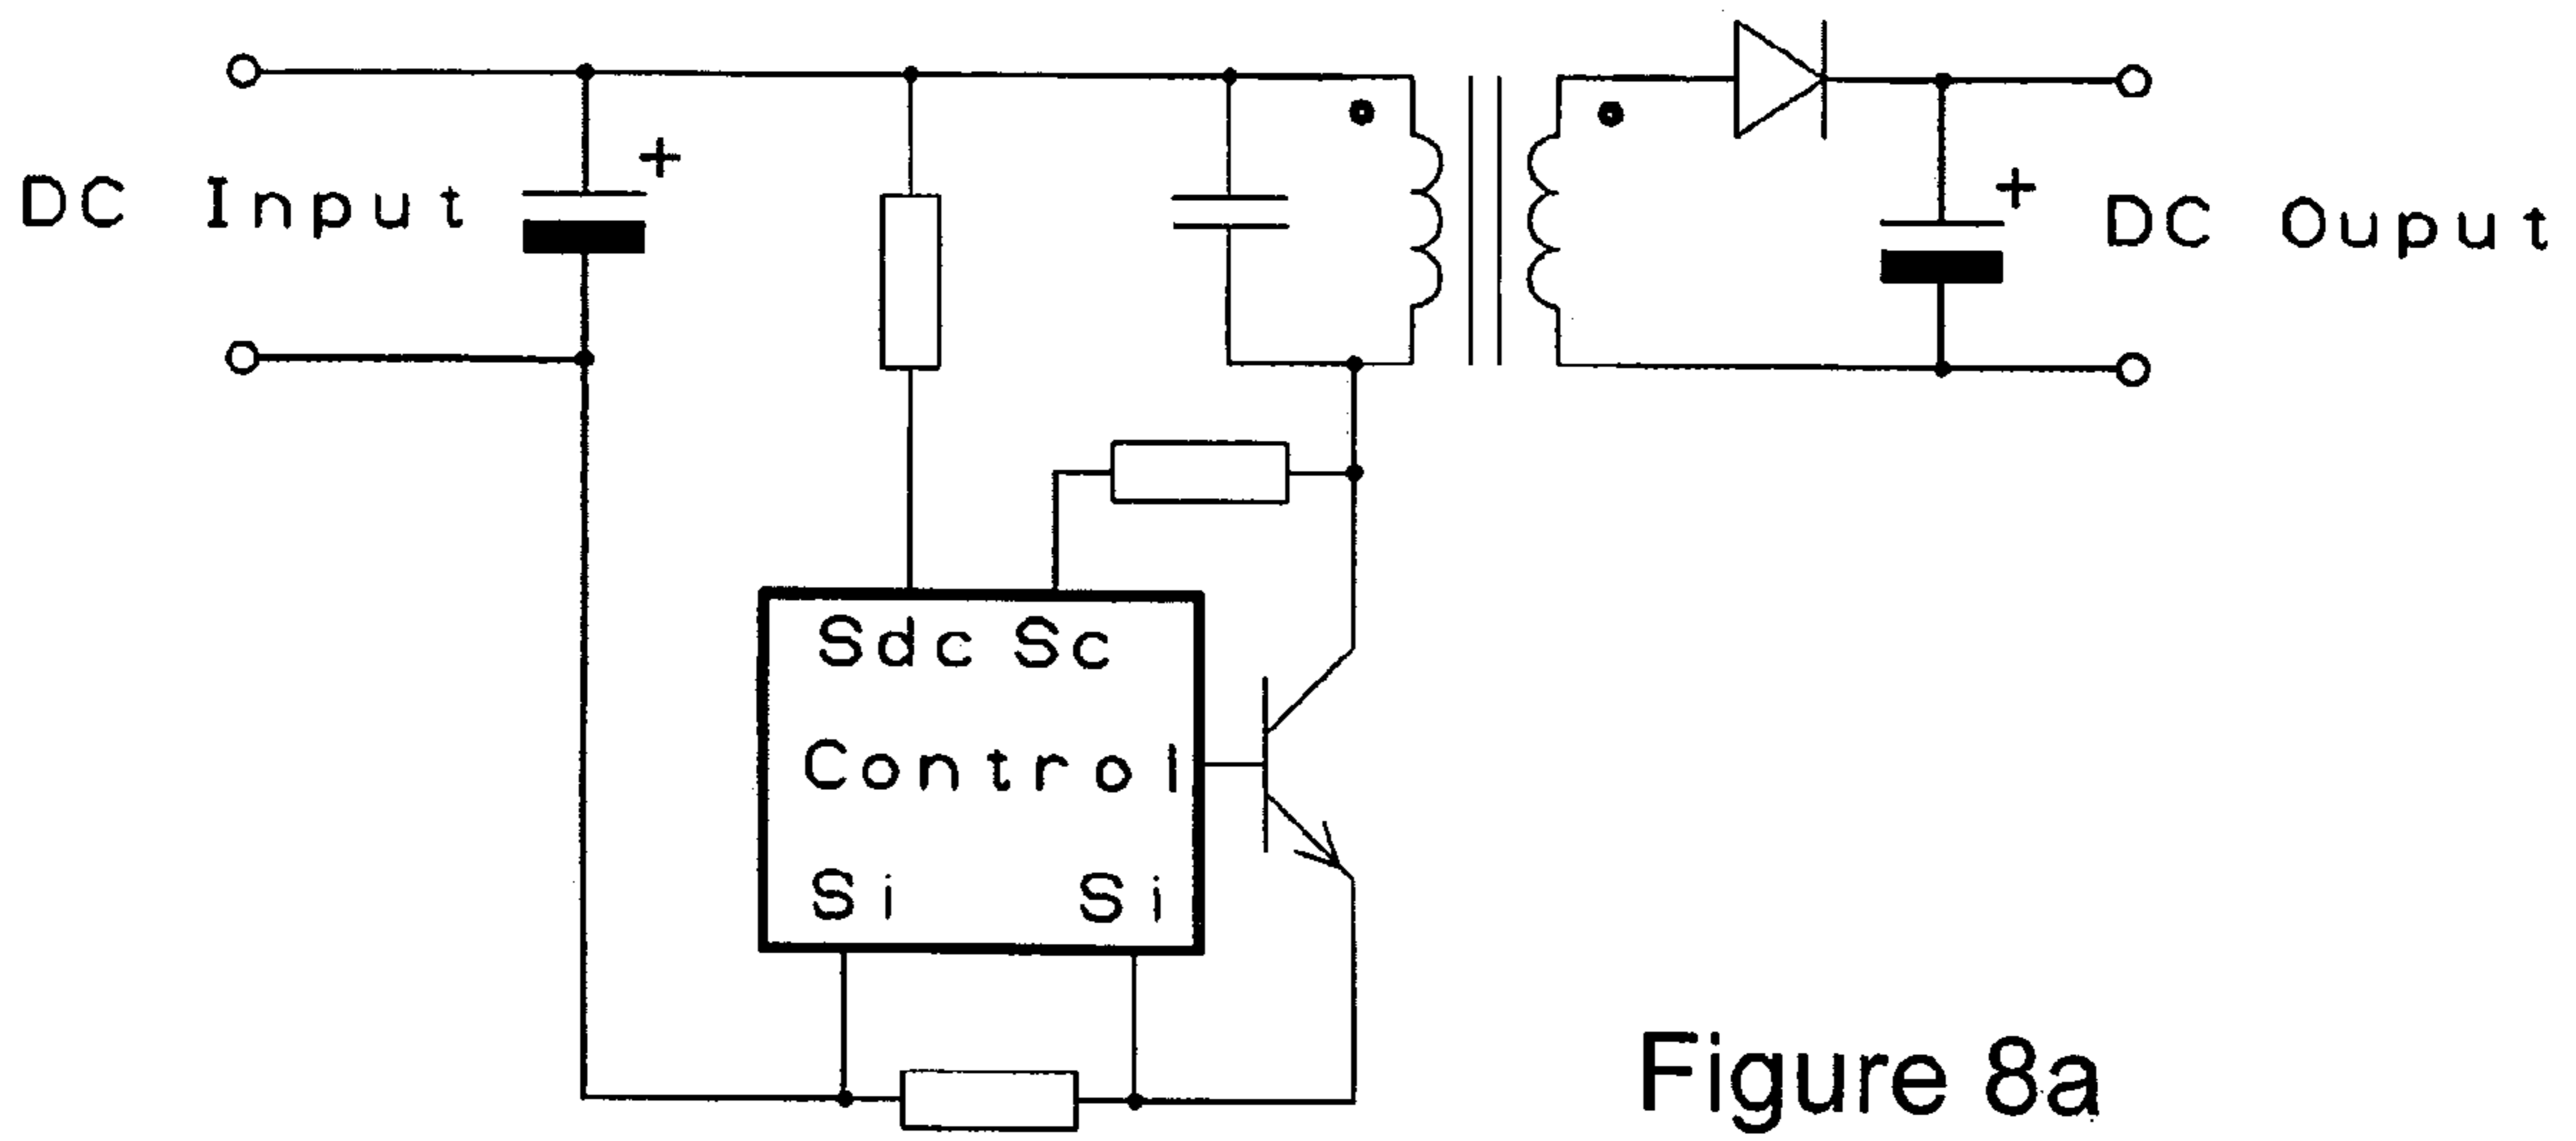 DC Input
+
+
DC Ouput
Sdc Sc
Control
Si Si
Figure 8a